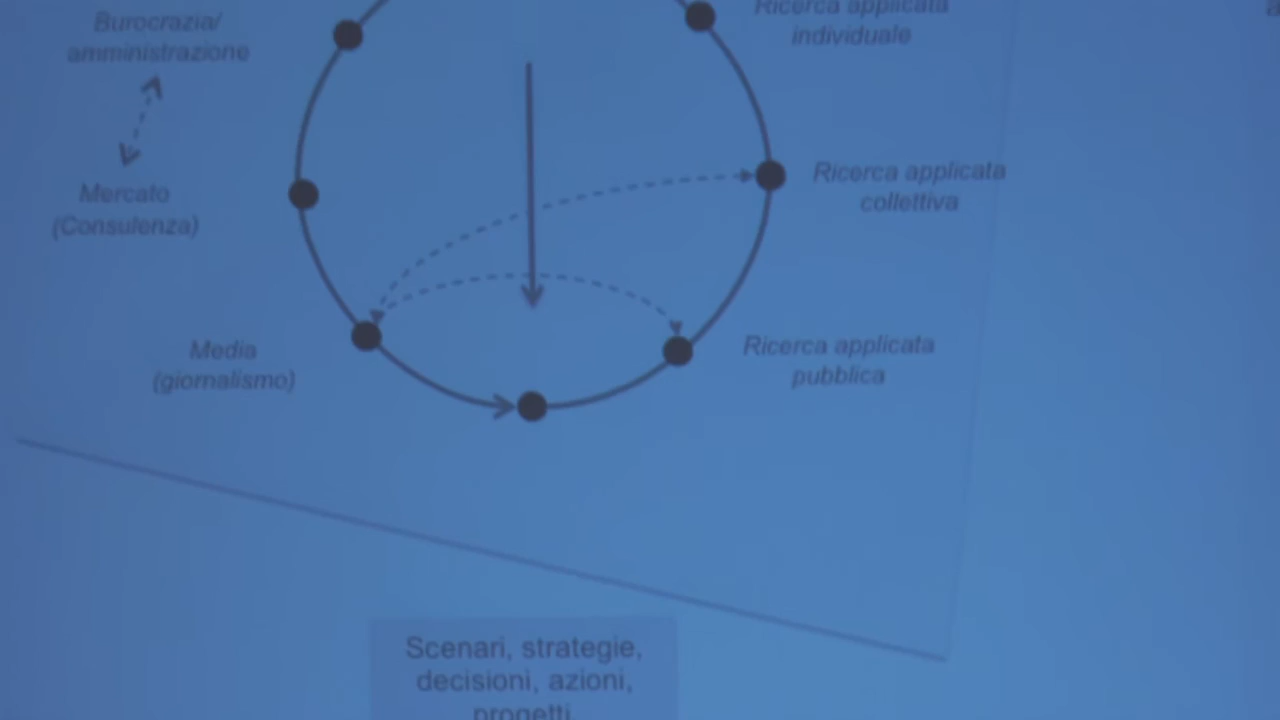 Burocrazia/
amministrazione
Ricerca applicata
individuale
Mercato
(Consulenza)
Ricerca applicata
collettiva
Media
(giornalismo)
Ricerca applicata
pubblica
Scenari, strategie,
decisioni, azioni,
progetti